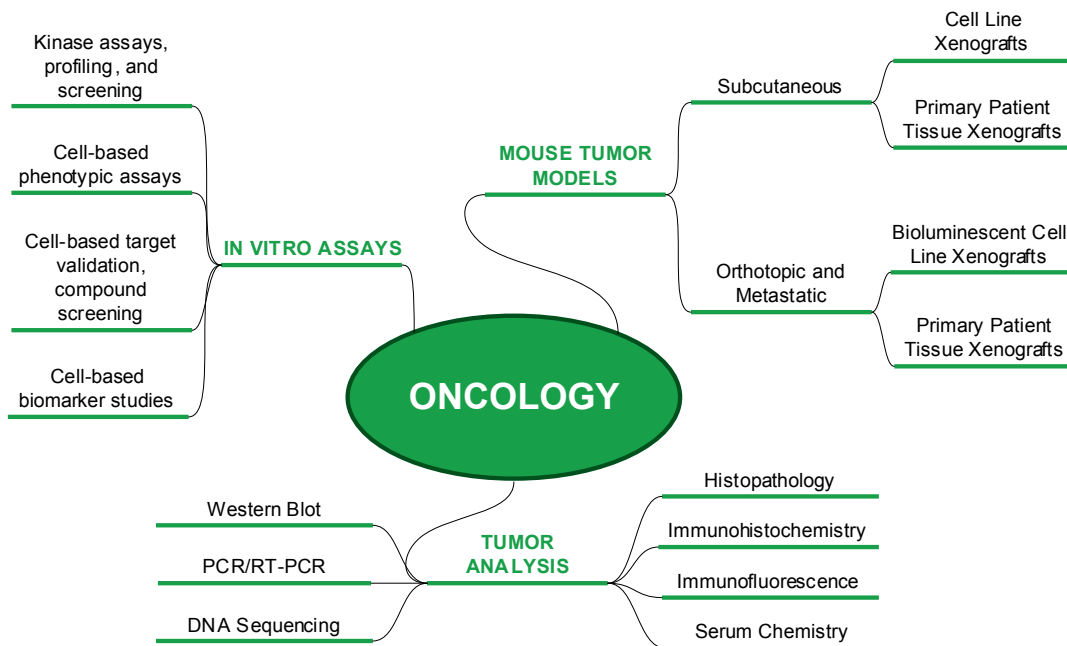 Kinase assays,
profiling, and
screening
Cell-based
phenotypic assays
IN VITRO ASSAYS
Cell-based target
validation,
compound
screening
Cell-based
biomarker studies
MOUSE TUMOR
MODELS
Subcutaneous
Cell Line
Xenografts
Primary Patient
Tissue Xenografts
Orthotopic and
Metastatic
Bioluminescent Cell
Line Xenografts
Primary Patient
Tissue Xenografts
ONCOLOGY
Western Blot
PCR/RT-PCR
DNA Sequencing
TUMOR
ANALYSIS
Histopathology
Immunohistochemistry
Immunofluorescence
Serum Chemistry